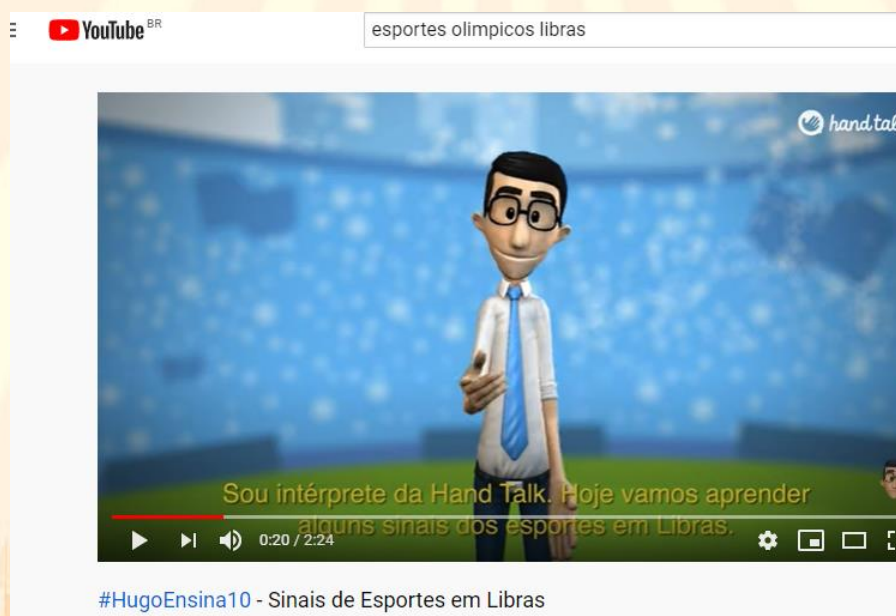 YouTube BR
esportes olimpicos libras
hand tal
Sou intérprete da Hand Talk. Hoje vamos aprender
alguns sinais dos esportes em Libras.
0:20 / 2:24
#HugoEnsina10 - Sinais de Esportes em Libras